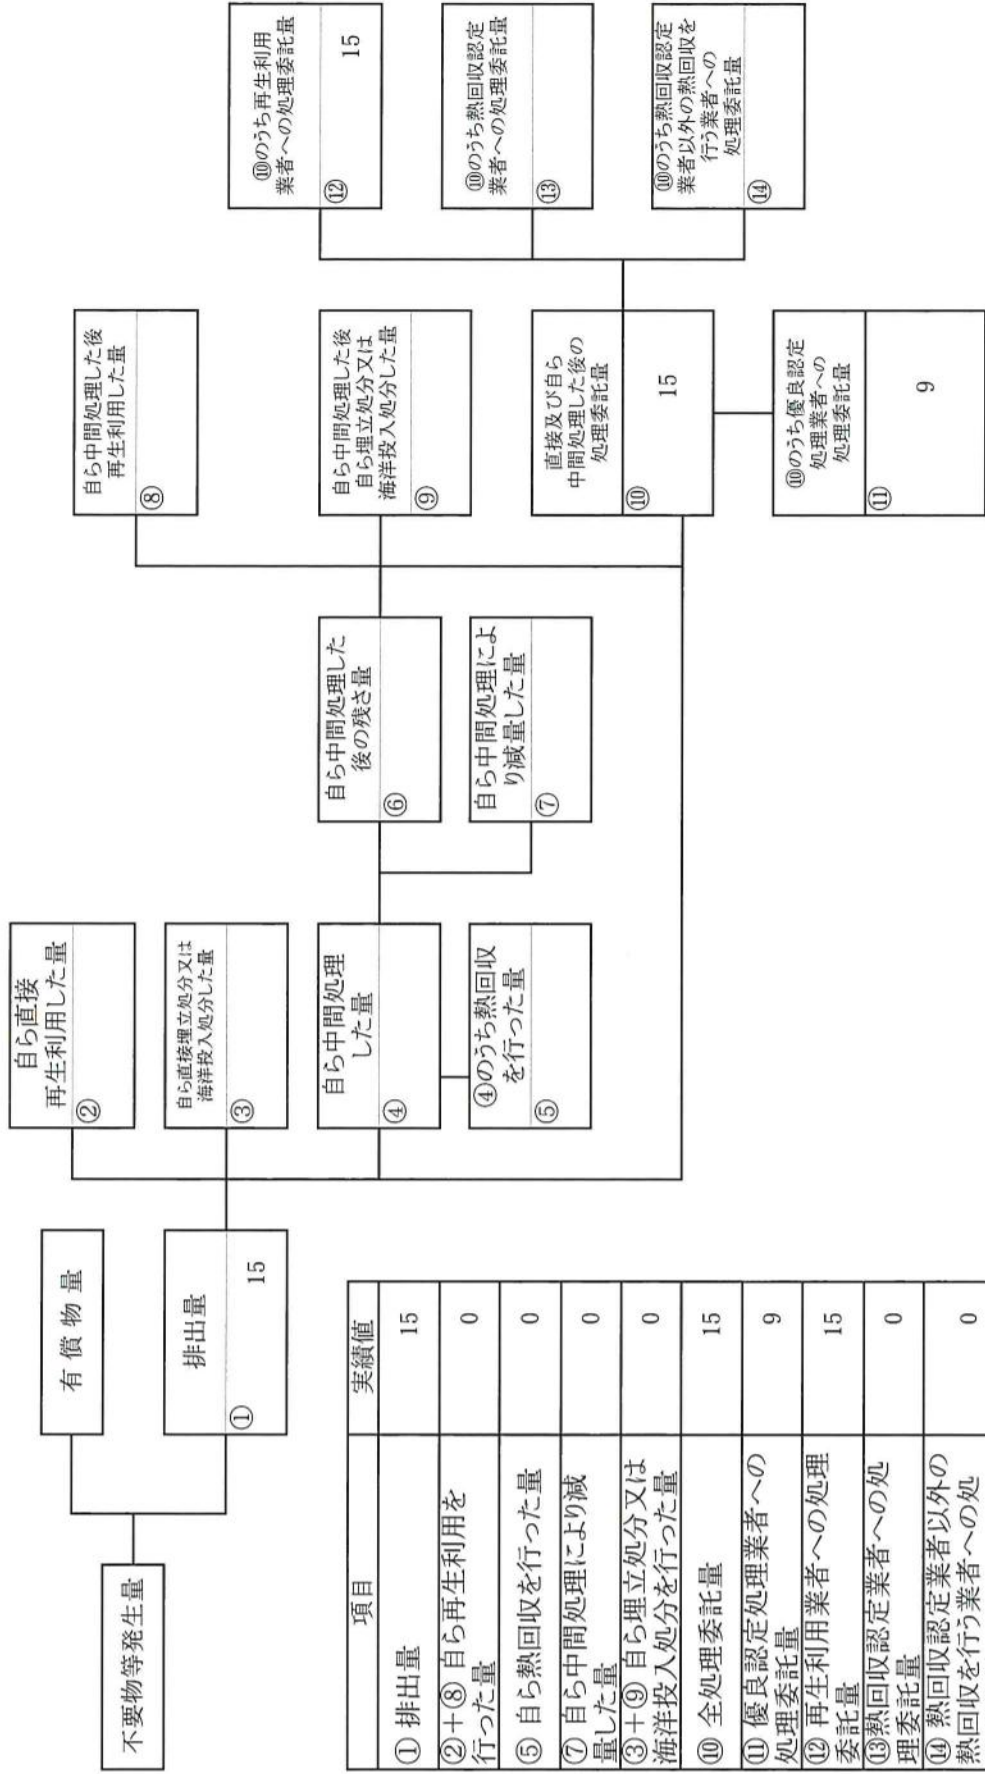 不要物等発生量
有償物量
排出量
①
15
自ら直接
再生利用した量
②
自ら直接埋立処分又は
海洋投入処分した量
③
自ら中間処理
した量
④
④のうち熱回収
を行った量
⑤
自ら中間処理した
後の残さ量
⑥
自ら中間処理によ
り減量した量
⑦
自ら中間処理した後
再生利用した量
⑧
自ら中間処理した後
自ら埋立処分又は
海洋投入処分した量
⑨
直接及び自ら
中間処理した後の
処理委託量
⑩
15
⑩のうち優良認定
処理業者への
処理委託量
⑪
9
⑩のうち再生利用
業者への処理委託量
⑫
15
⑩のうち熱回収認定
業者への処理委託量
⑬
⑩のうち熱回収認定
業者以外の熱回収を
行う業者への
処理委託量
⑭
項目 実績値
① 排出量 15
②+⑧ 自ら再生利用を
行った量 0
⑤ 自ら熱回収を行った量 0
⑦ 自ら中間処理により減
量した量 0
③+⑨ 自ら埋立処分又は
海洋投入処分を行った量 0
⑩ 全処理委託量 15
⑪ 優良認定処理業者への
処理委託量 9
⑫ 再生利用業者への処理
委託量 15
⑬熱回収認定業者への処
理委託量 0
⑭ 熱回収認定業者以外の
熱回収を行う業者への処 0